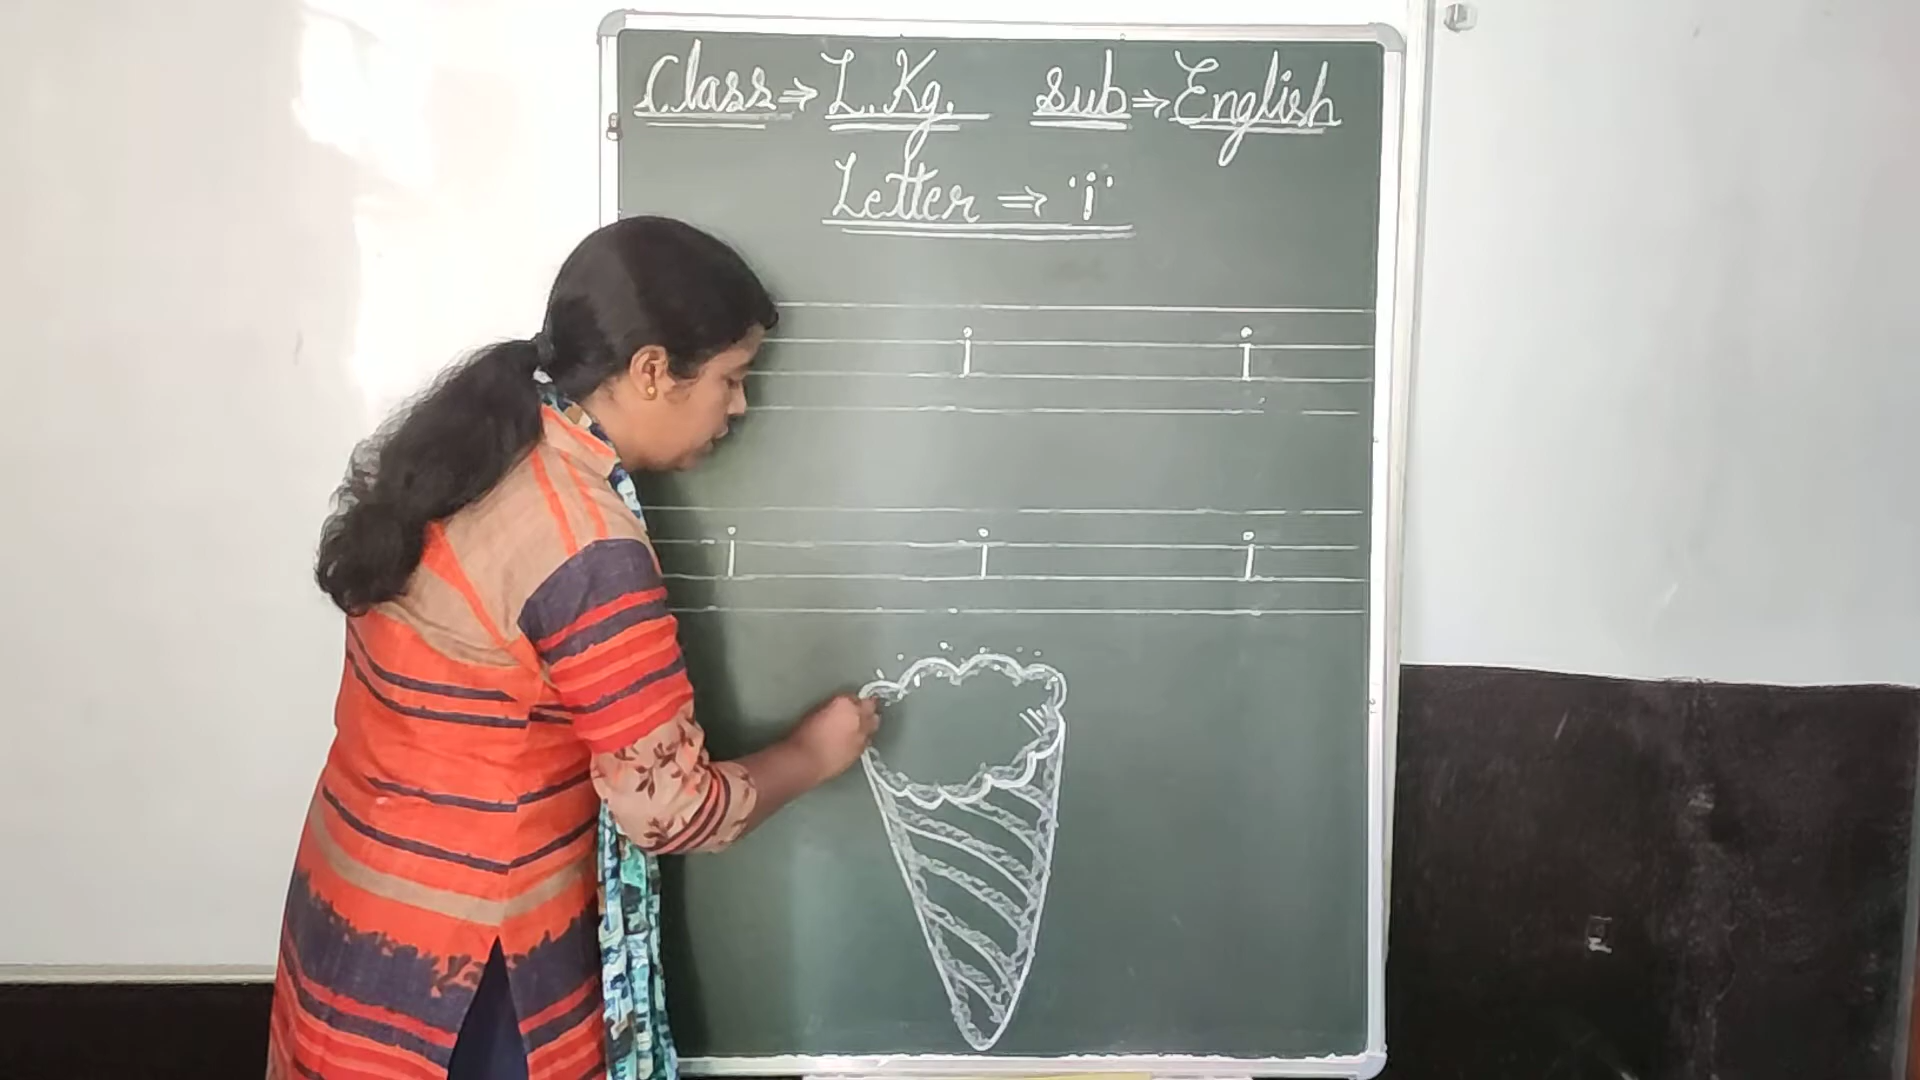 Class ⇒ L.Kg. Sub ⇒ English
Letter ⇒ 'i'
i i
i i i